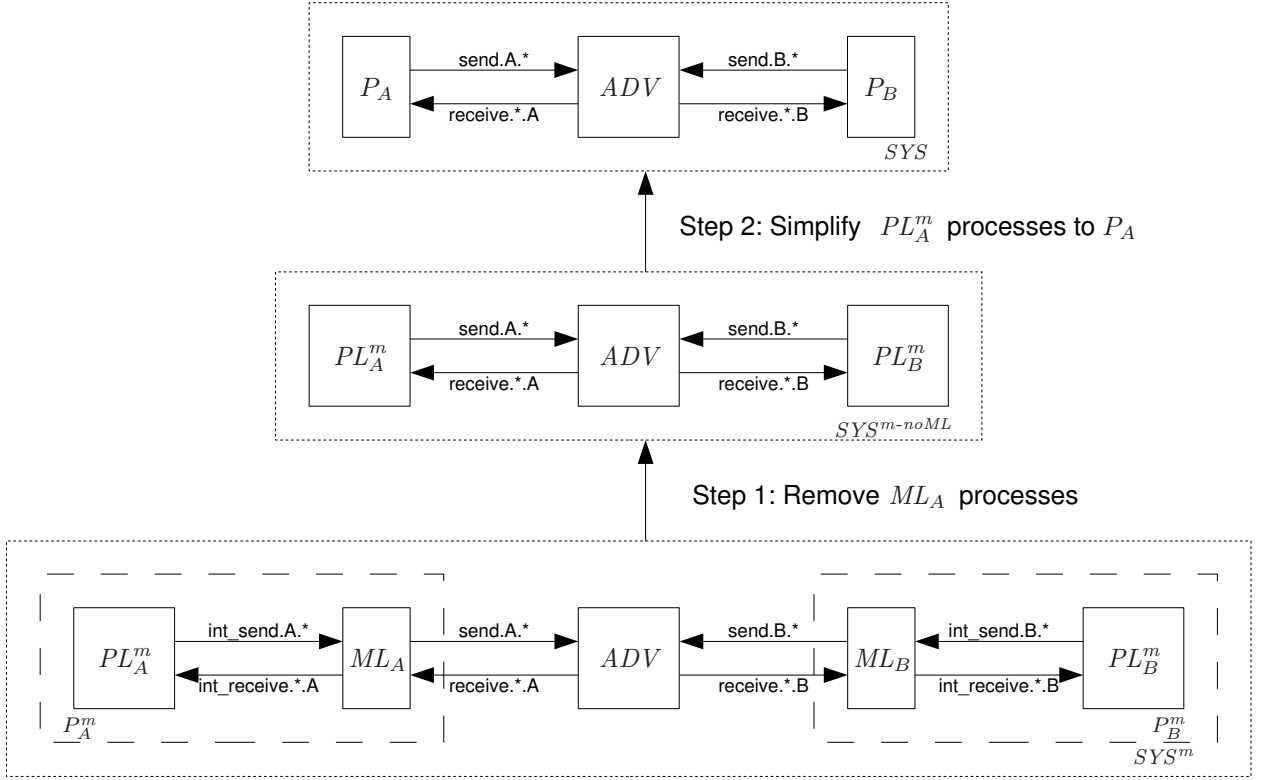 send.A.* send.B.*
P_A ADV P_B
receive.*.A receive.*.B
SYS
Step 2: Simplify PL_A^m processes to P_A
send.A.* send.B.*
PL_A^m ADV PL_B^m
receive.*.A receive.*.B
SYS^{m-noML}
Step 1: Remove ML_A processes
int_send.A.* send.A.* send.B.* int_send.B.*
PL_A^m ML_A ADV ML_B PL_B^m
int_receive.*.A receive.*.A receive.*.B int_receive.*.B
P_A^m P_B^m
SYS^m